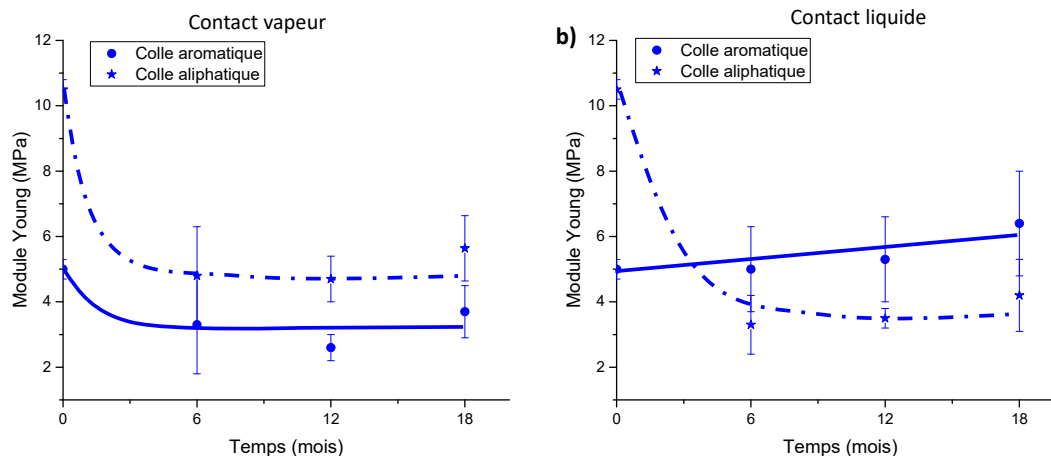 Contact vapeur
Colle aromatique
Colle aliphatique
12
10
8
6
4
2
Module Young (MPa)
0
6
12
18
Temps (mois)
Contact liquide
b)
Colle aromatique
Colle aliphatique
12
10
8
6
4
2
Module Young (MPa)
0
6
12
18
Temps (mois)